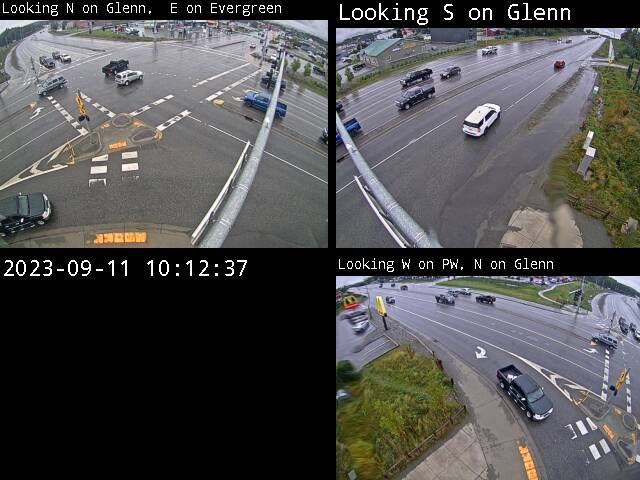 Looking N on Glenn, E on Evergreen
Looking S on Glenn
2023-09-11 10:12:37
Looking W on PW, N on Glenn